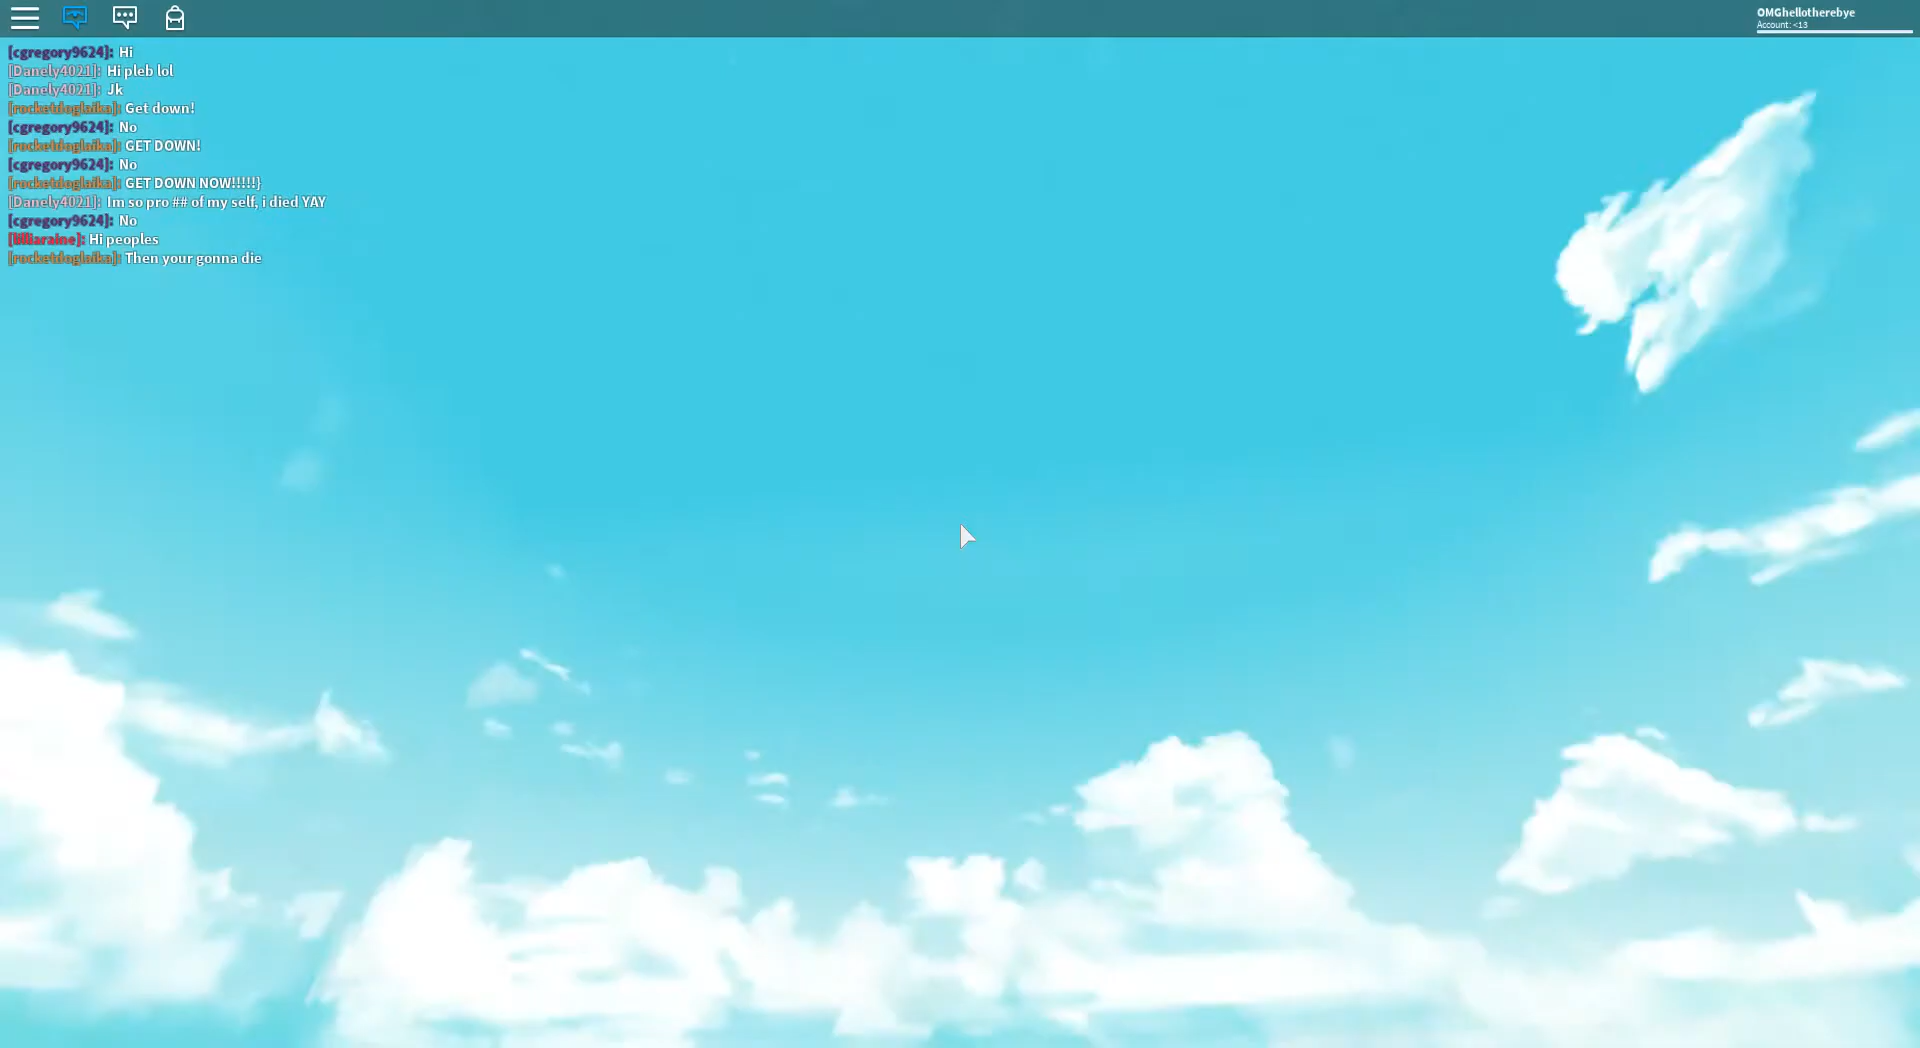 OMGhellotherebye
Account: <13
[cgregory9624]: Hi
[Danely4021]: Hi pleb lol
[Danely4021]: Jk
[rocketdoglaika]: Get down!
[cgregory9624]: No
[rocketdoglaika]: GET DOWN!
[cgregory9624]: No
[rocketdoglaika]: GET DOWN NOW!!!!!}
[Danely4021]: Im so pro ## of my self, i died YAY
[cgregory9624]: No
Hi peoples
[rocketdoglaika]: Then your gonna die